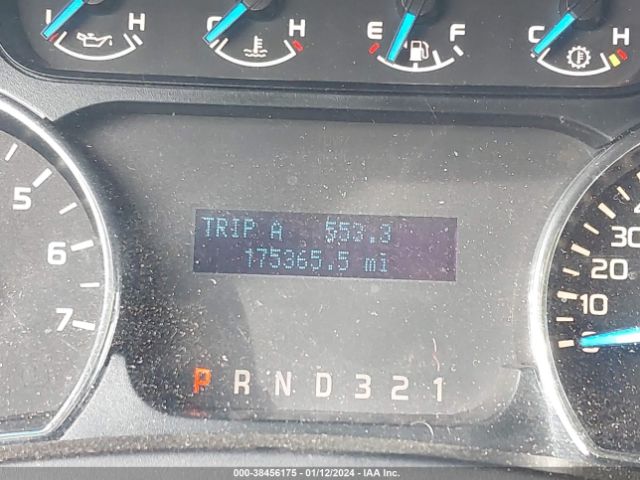 L H C H E F C H
5
6
7
TRIP A 553.3
175365.5 mi
P R N D 3 2 1
30
20
10
0
000-38456175 - 01/12/2024 - IAA Inc.